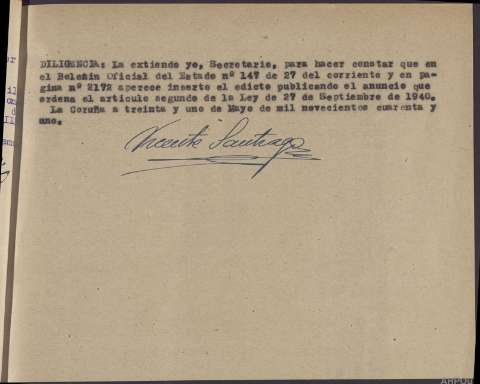 DILIGENCIA: La extiendo yo, Secretario, para hacer constar que en
el Boletin Oficial del Estado nº 147 de 27 del corriente y en pa-
gina nº 2172 aparece inserto el edicto publicando el anuncio que
ordena el articulo segundo de la Ley de 27 de Septiembre de 1940.
La Coruña a treinta y uno de Mayo de mil novecientos cuarenta y
uno.
Vicente Santiago